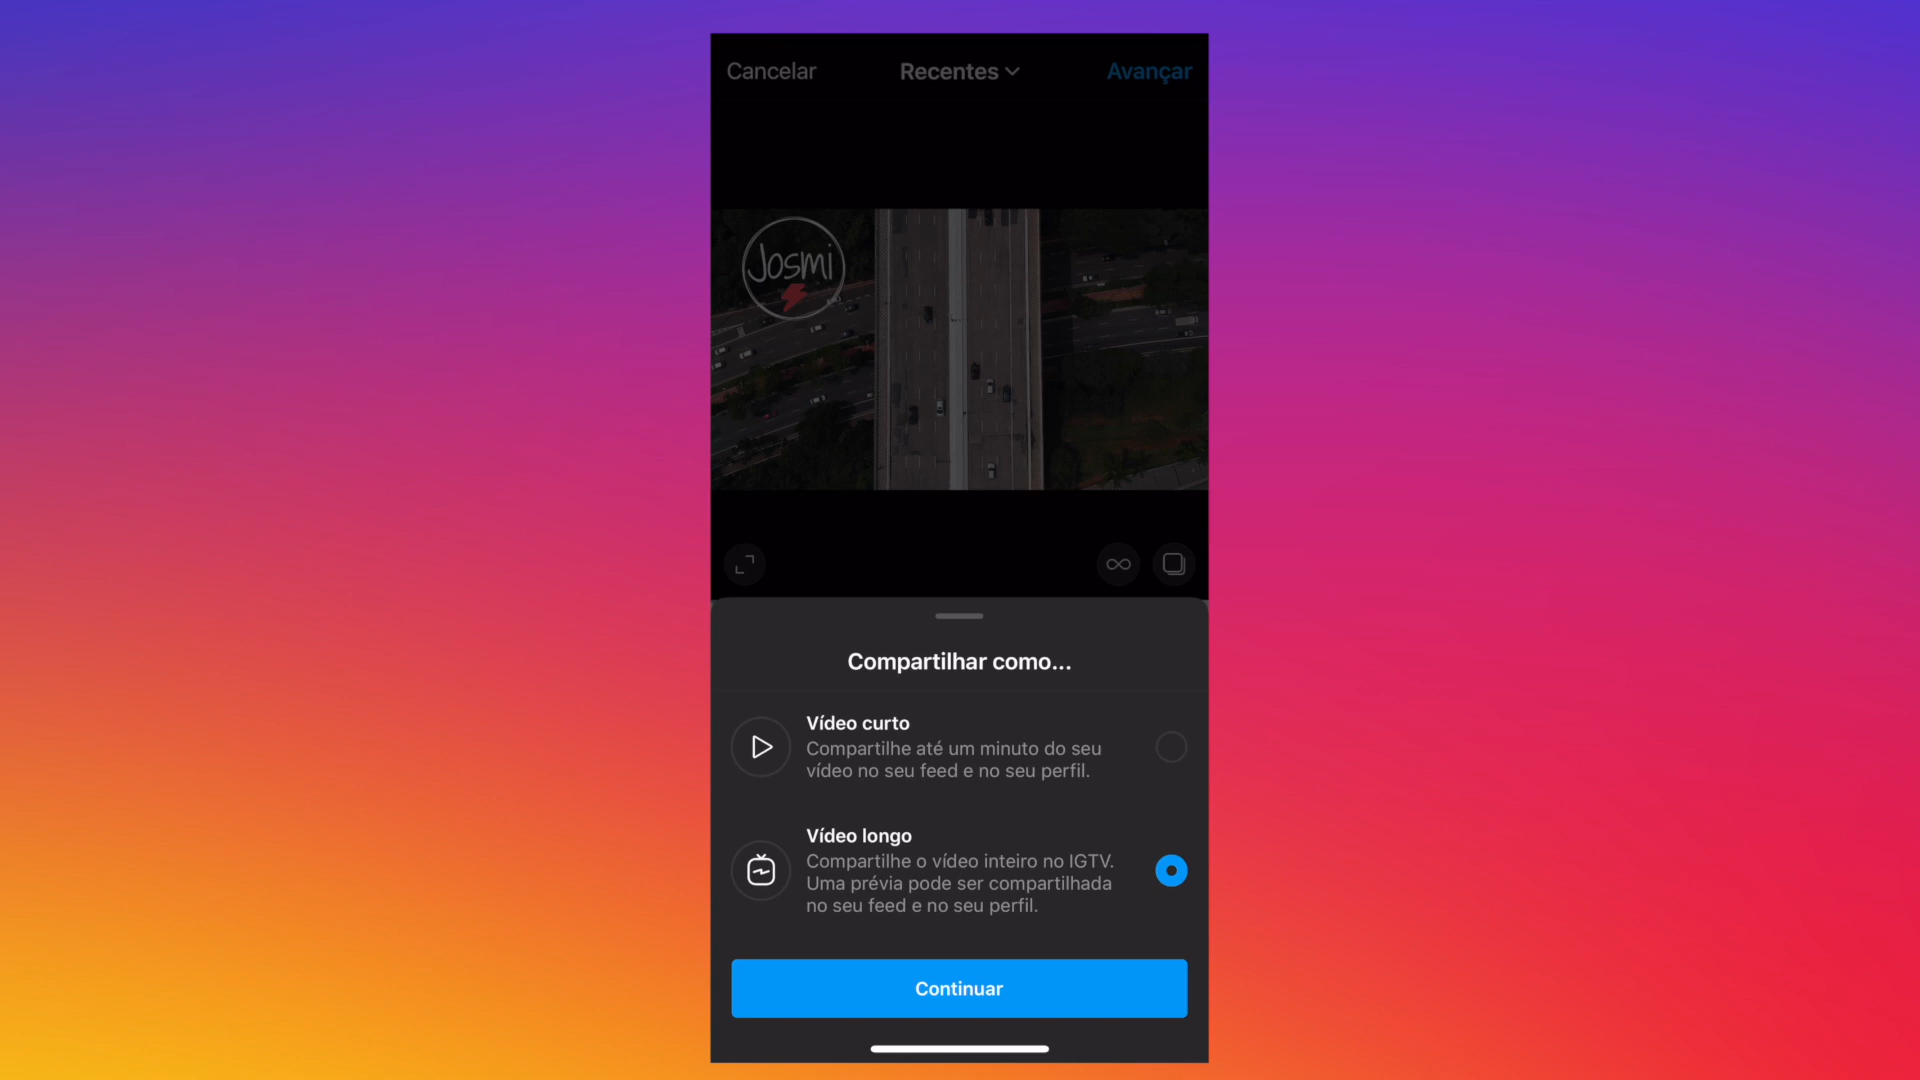 Cancelar
Recentes
Avançar
Josmi
Compartilhar como...
Vídeo curto
Compartilhe até um minuto do seu
vídeo no seu feed e no seu perfil.
Vídeo longo
Compartilhe o vídeo inteiro no IGTV.
Uma prévia pode ser compartilhada
no seu feed e no seu perfil.
Continuar